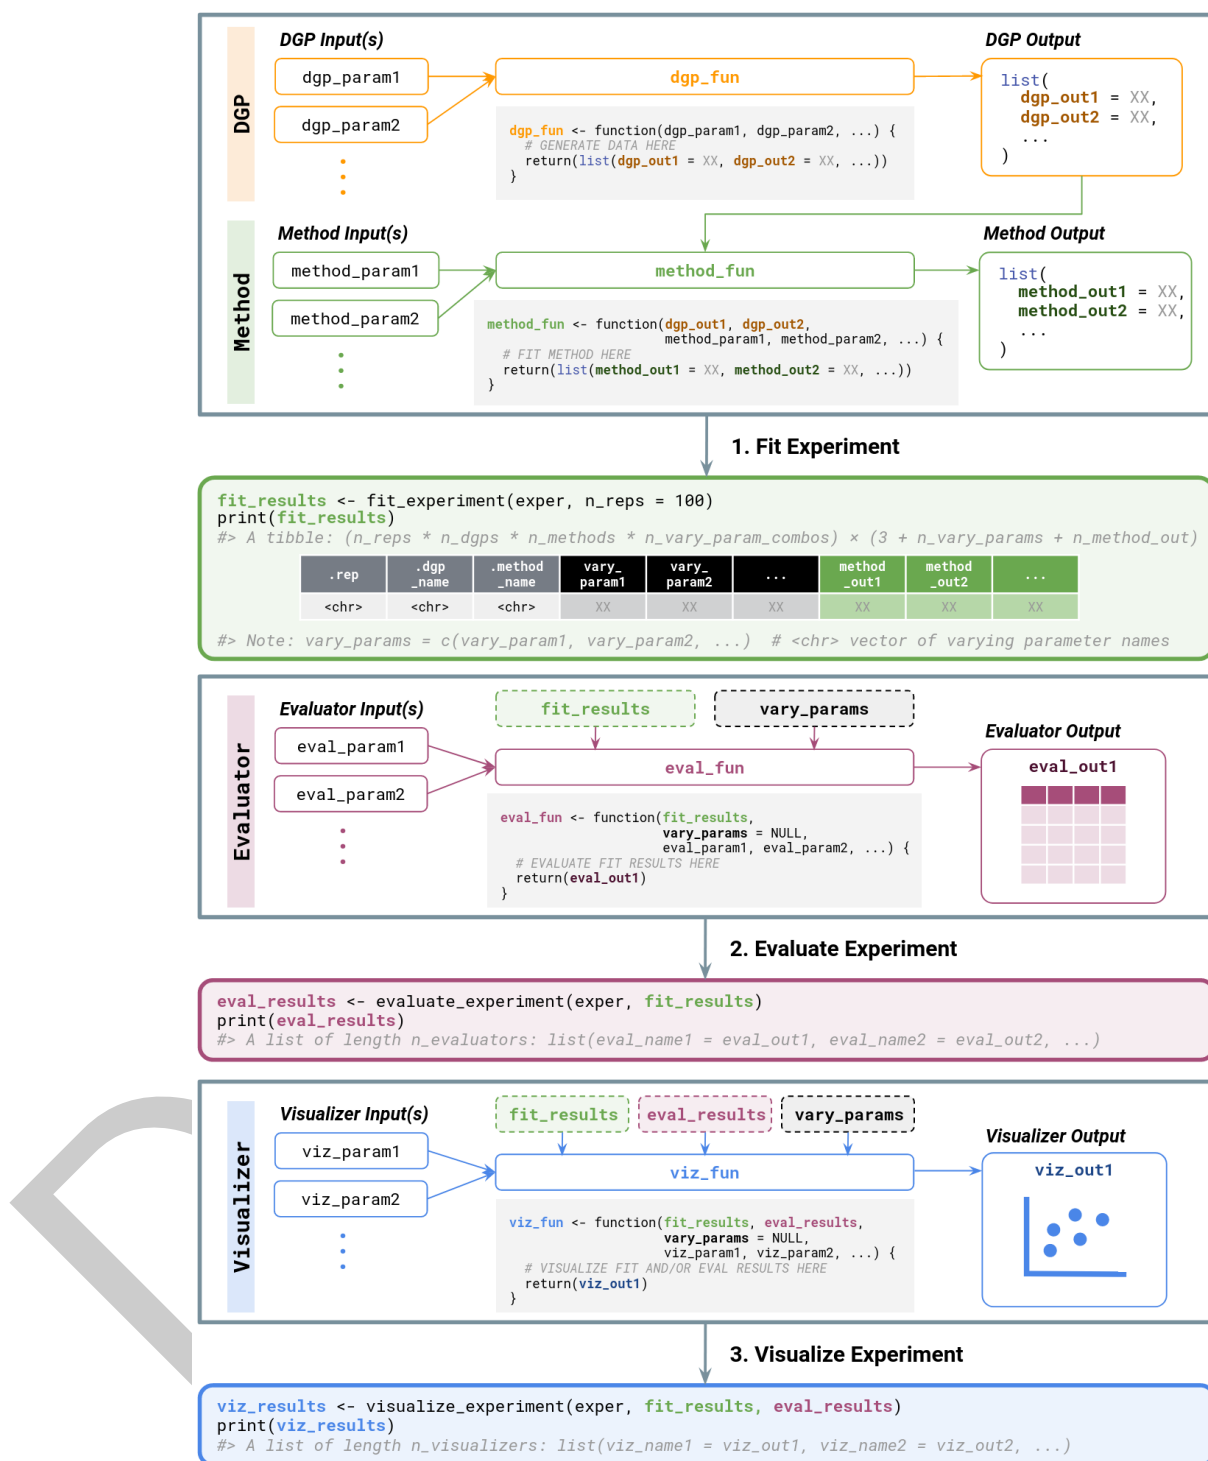 DGP
DGP Input(s)
dgp_param1
dgp_param2
dgp_fun
dgp_fun <- function(dgp_param1, dgp_param2, ...) {
# GENERATE DATA HERE
return(list(dgp_out1 = XX, dgp_out2 = XX, ...))
}
DGP Output
list(
dgp_out1 = XX,
dgp_out2 = XX,
...
)
Method
Method Input(s)
method_param1
method_param2
method_fun
method_fun <- function(dgp_out1, dgp_out2,
method_param1, method_param2, ...) {
# FIT METHOD HERE
return(list(method_out1 = XX, method_out2 = XX, ...))
}
Method Output
list(
method_out1 = XX,
method_out2 = XX,
...
)
1. Fit Experiment
fit_results <- fit_experiment(exper, n_reps = 100)
print(fit_results)
#> A tibble: (n_reps * n_dgps * n_methods * n_vary_param_combos) × (3 + n_vary_params + n_method_out)
.rep .dgp_name .method_name vary_param1 vary_param2 ... method_out1 method_out2 ...
<chr> <chr> <chr> XX XX XX XX XX XX
#> Note: vary_params = c(vary_param1, vary_param2, ...)  # <chr> vector of varying parameter names
Evaluator
Evaluator Input(s)
eval_param1
eval_param2
fit_results
vary_params
eval_fun
eval_fun <- function(fit_results,
vary_params = NULL,
eval_param1, eval_param2, ...) {
# EVALUATE FIT RESULTS HERE
return(eval_out1)
}
Evaluator Output
eval_out1
2. Evaluate Experiment
eval_results <- evaluate_experiment(exper, fit_results)
print(eval_results)
#> A list of length n_evaluators: list(eval_name1 = eval_out1, eval_name2 = eval_out2, ...)
Visualizer
Visualizer Input(s)
viz_param1
viz_param2
fit_results
eval_results
vary_params
viz_fun
viz_fun <- function(fit_results, eval_results,
vary_params = NULL,
viz_param1, viz_param2, ...) {
# VISUALIZE FIT AND/OR EVAL RESULTS HERE
return(viz_out1)
}
Visualizer Output
viz_out1
3. Visualize Experiment
viz_results <- visualize_experiment(exper, fit_results, eval_results)
print(viz_results)
#> A list of length n_visualizers: list(viz_name1 = viz_out1, viz_name2 = viz_out2, ...)